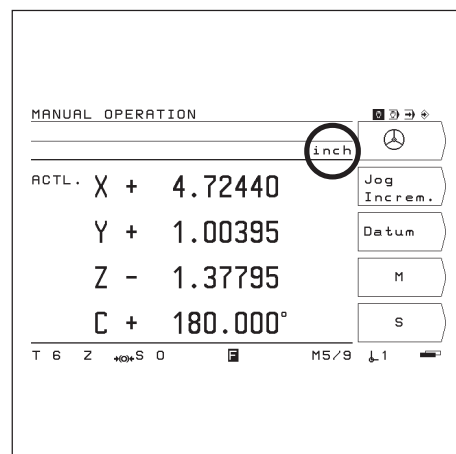 MANUAL OPERATION
inch
ACTL. X + 4.72440
Y + 1.00395
Z - 1.37795
C + 180.000°
Jog
Increm.
Datum
M
S
T 6 Z S 0 F M5/9 1